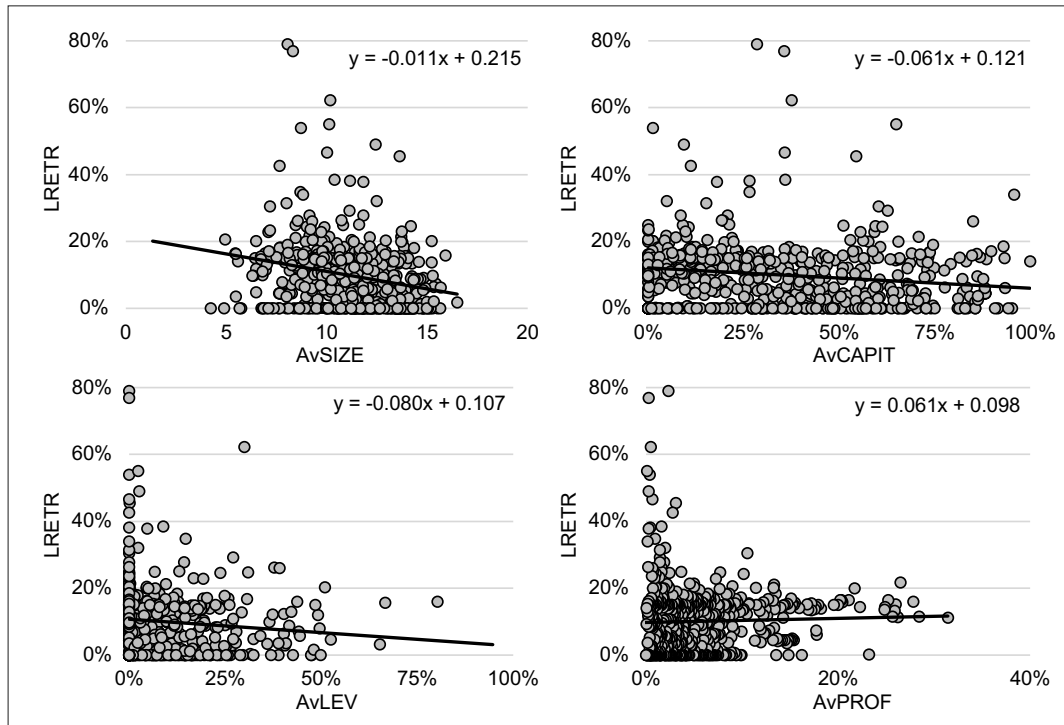 80%
60%
40%
20%
0%
LRETR
y = -0.011x + 0.215
0 5 10 15 20
AvSIZE
80%
60%
40%
20%
0%
LRETR
y = -0.061x + 0.121
0% 25% 50% 75% 100%
AvCAPIT
80%
60%
40%
20%
0%
LRETR
y = -0.080x + 0.107
0% 25% 50% 75% 100%
AvLEV
80%
60%
40%
20%
0%
LRETR
y = 0.061x + 0.098
0% 20% 40%
AvPROF